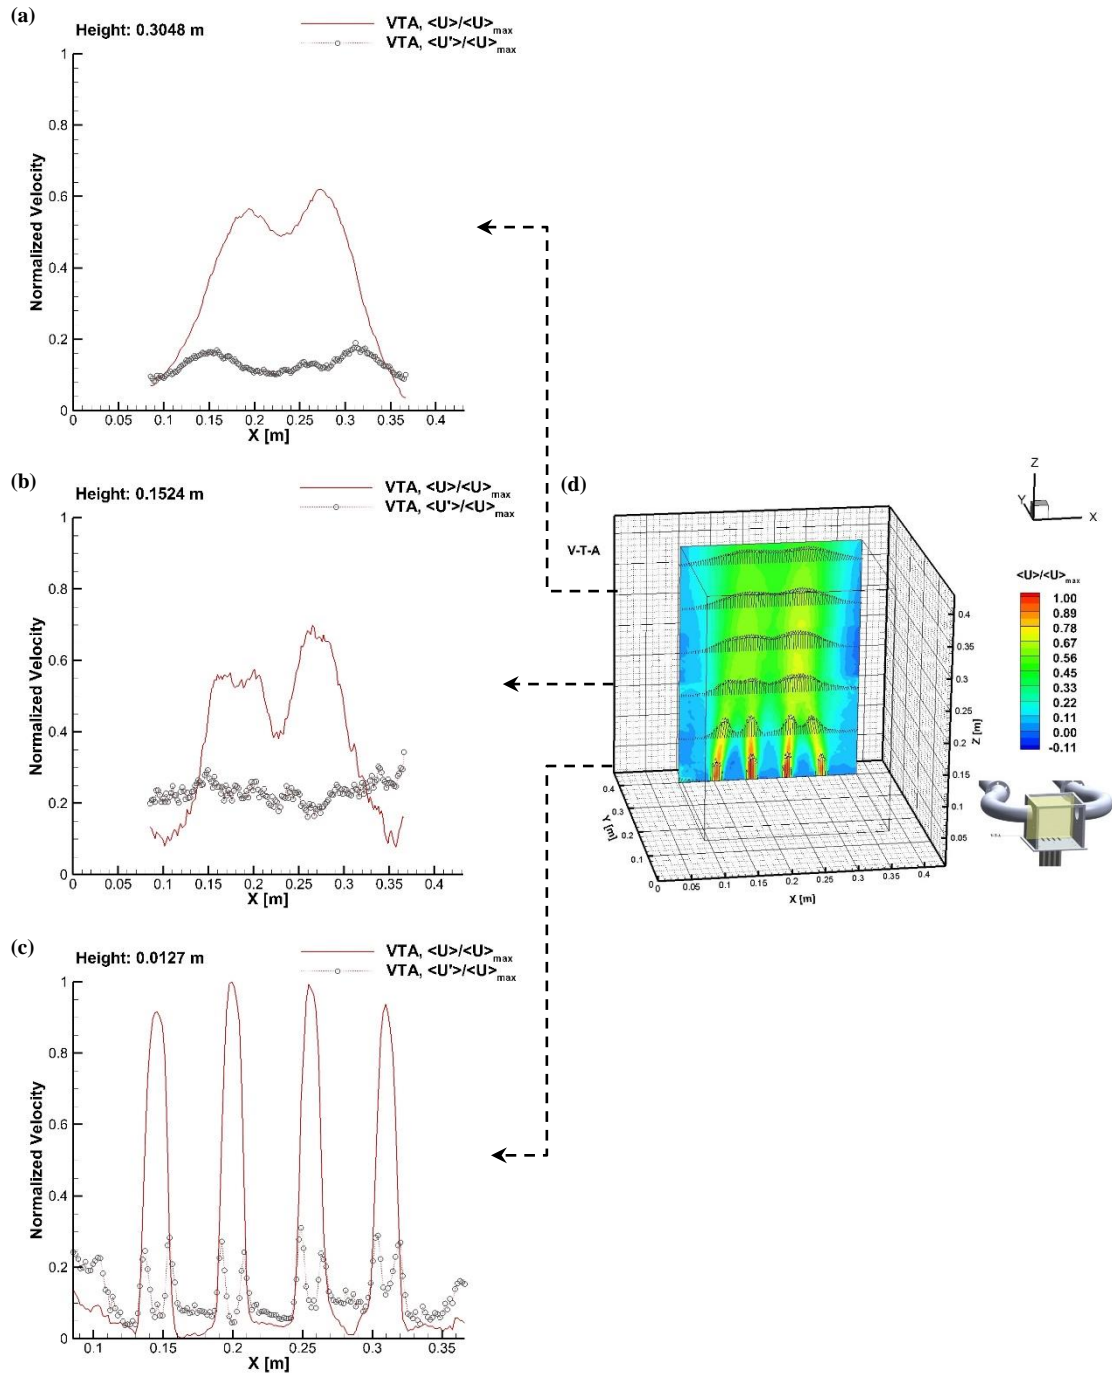 (a)
Height: 0.3048 m
VTA, <U>/<U>max
VTA, <U'>/<U>max
Normalized Velocity
1
0.8
0.6
0.4
0.2
0
0 0.05 0.1 0.15 0.2 0.25 0.3 0.35 0.4
X [m]
(b)
Height: 0.1524 m
VTA, <U>/<U>max
VTA, <U'>/<U>max
Normalized Velocity
1
0.8
0.6
0.4
0.2
0
0 0.05 0.1 0.15 0.2 0.25 0.3 0.35 0.4
X [m]
(c)
Height: 0.0127 m
VTA, <U>/<U>max
VTA, <U'>/<U>max
Normalized Velocity
1
0.8
0.6
0.4
0.2
0
0.1 0.15 0.2 0.25 0.3 0.35
X [m]
(d)
V-T-A
Z
Y
X
<U>/<U>max
1.00
0.89
0.78
0.67
0.56
0.45
0.33
0.22
0.11
0.00
-0.11
0.4
0.35
0.3
0.25
0.2
0.15
0.1
0.05
Z [m]
0.4
0.3
0.2
0.1
0
Y [m]
0 0.05 0.1 0.15 0.2 0.25 0.3 0.35 0.4
X [m]